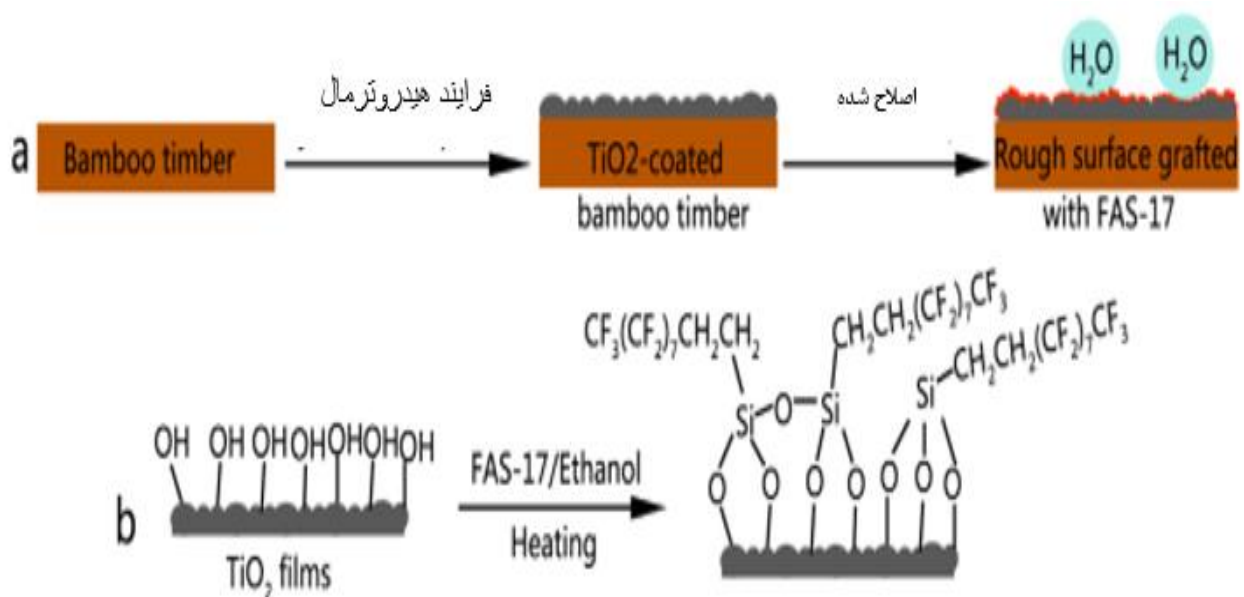 H₂O H₂O
فرایند هیدروترمال
اصلاح شده
a
Bamboo timber
TiO2-coated
bamboo timber
Rough surface grafted
with FAS-17
CF₃(CF₂)₇CH₂CH₂
CH₂CH₂(CF₂)₇CF₃
CH₂CH₂(CF₂)₇CF₃
Si O Si
Si
OH OH OH OH OH OH OH
FAS-17/Ethanol
Heating
O O O O O O O
b
TiO₂ films